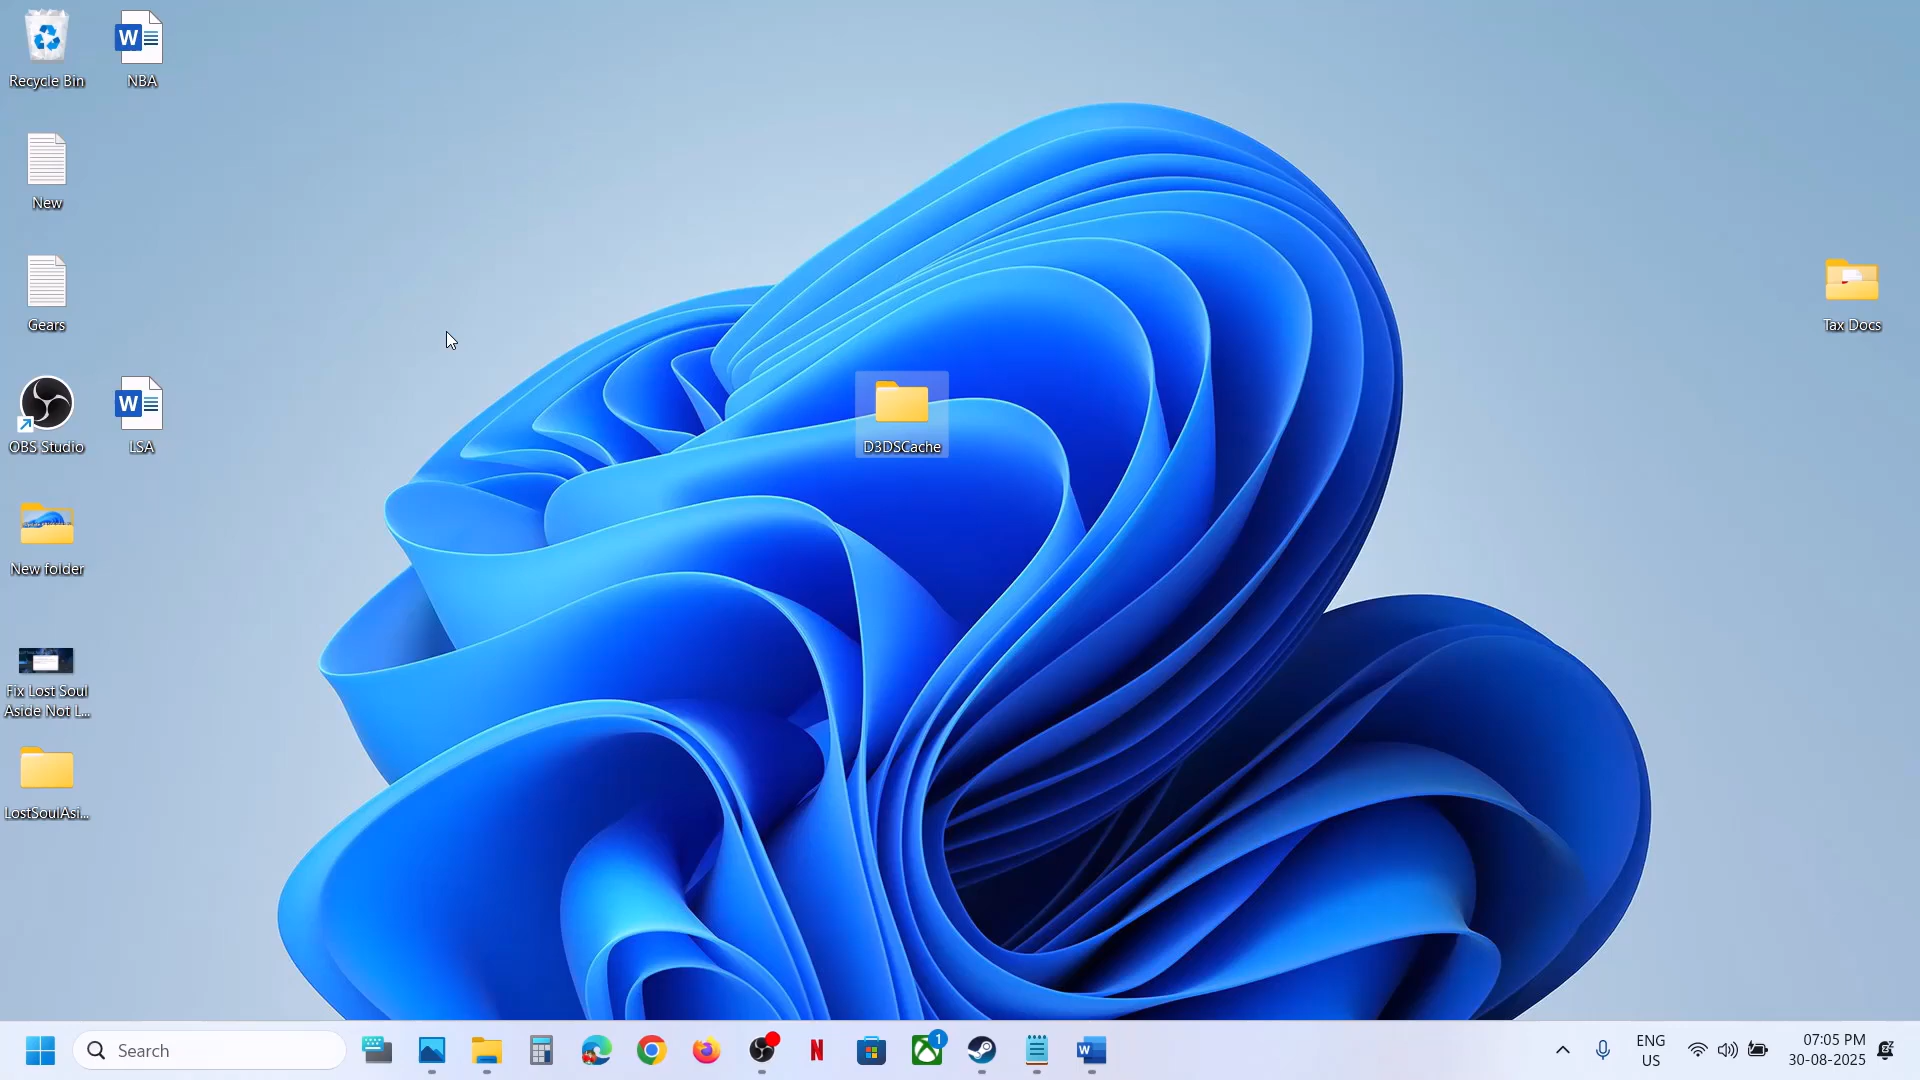 Recycle Bin
NBA
New
Gears
OBS Studio
LSA
New folder
Fix Lost Soul
Aside Not L...
LostSoulAsi...
D3DSCache
Tax Docs
Search
1
ENG
US
07:05 PM
30-08-2025